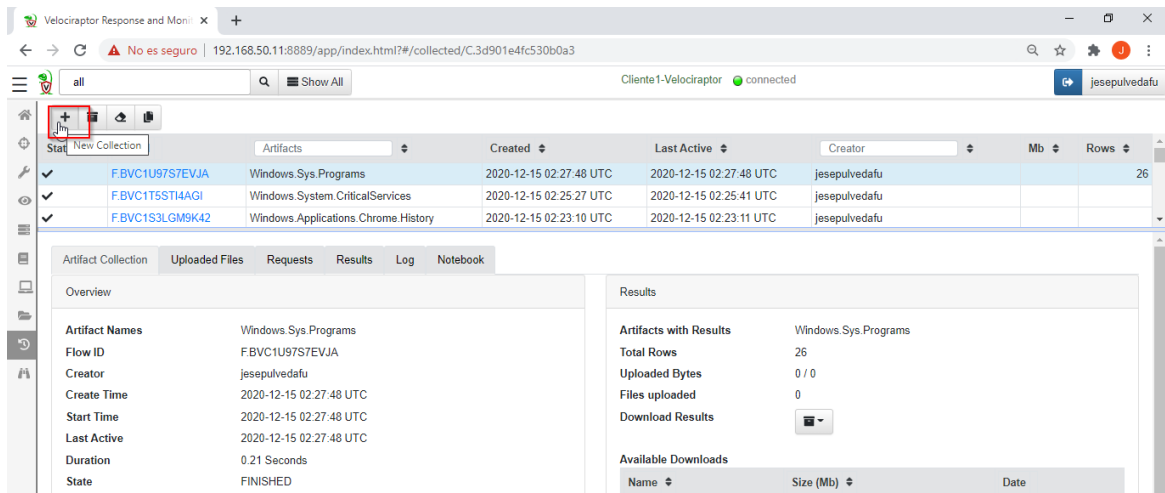 Velociraptor Response and Monit
No es seguro 192.168.50.11:8889/app/index.html?#/collected/C.3d901e4fc530b0a3 J
all Show All Cliente1-Velociraptor connected jesepulvedafu
New Collection
Stat Artifacts Created Last Active Creator Mb Rows
F.BVC1U97S7EVJA Windows.Sys.Programs 2020-12-15 02:27:48 UTC 2020-12-15 02:27:48 UTC jesepulvedafu 26
F.BVC1T5STI4AGI Windows.System.CriticalServices 2020-12-15 02:25:27 UTC 2020-12-15 02:25:41 UTC jesepulvedafu
F.BVC1S3LGM9K42 Windows.Applications.Chrome.History 2020-12-15 02:23:10 UTC 2020-12-15 02:23:11 UTC jesepulvedafu
Artifact Collection Uploaded Files Requests Results Log Notebook
Overview Results
Artifact Names Windows.Sys.Programs Artifacts with Results Windows.Sys.Programs
Flow ID F.BVC1U97S7EVJA Total Rows 26
Creator jesepulvedafu Uploaded Bytes 0 / 0
Create Time 2020-12-15 02:27:48 UTC Files uploaded 0
Start Time 2020-12-15 02:27:48 UTC Download Results
Last Active 2020-12-15 02:27:48 UTC
Duration 0.21 Seconds Available Downloads
State FINISHED Name Size (Mb) Date